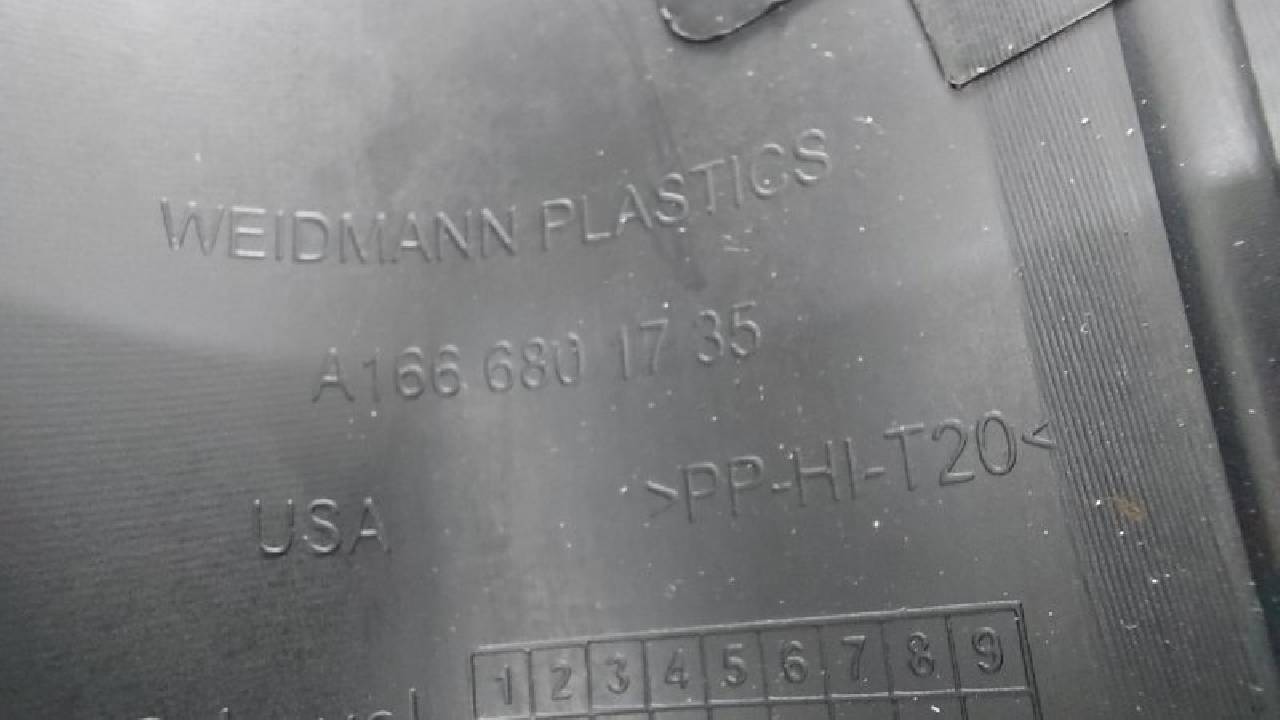 WEIDMANN PLASTICS
A166 680 17 35
>PP-HI-T20<
USA
1 2 3 4 5 6 7 8 9